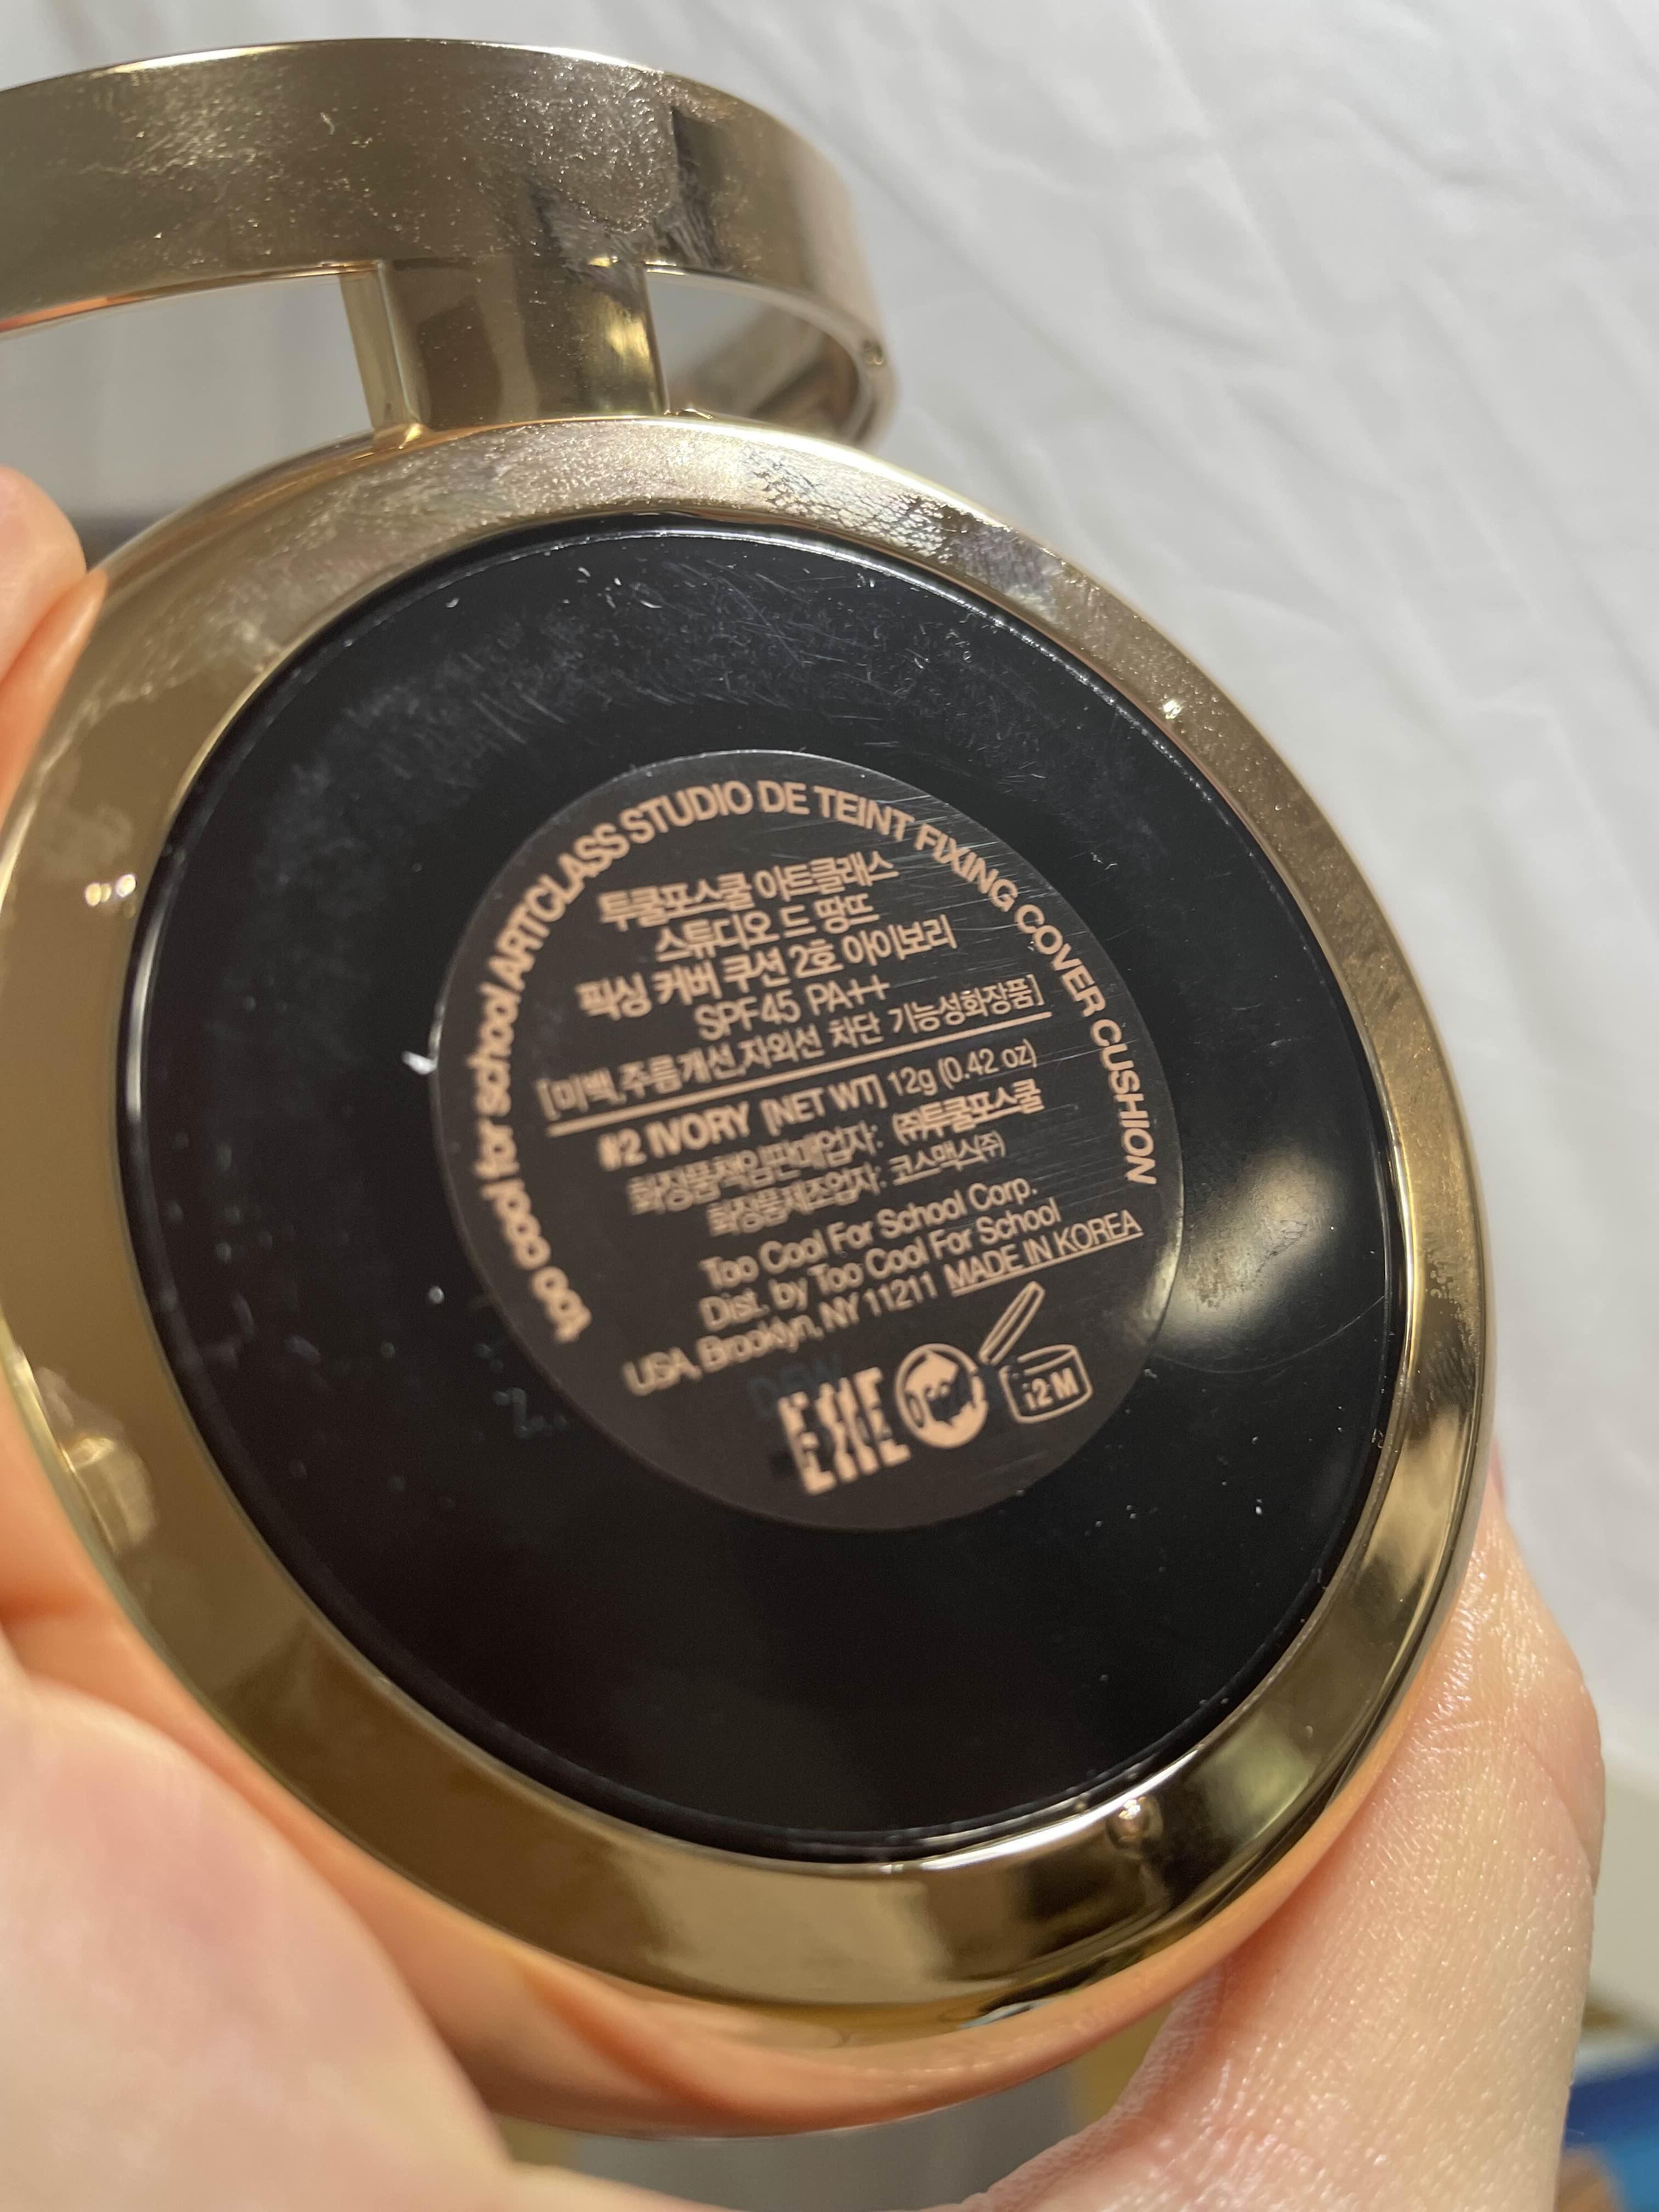 too cool for school ARTCLASS STUDIO DE TEINT FIXING COVER CUSHION
투쿨포스쿨 아트클래스
스튜디오 드 땅뜨
픽싱 커버 쿠션 2호 아이보리
SPF45 PA++
[미백,주름개선,자외선 차단 기능성화장품]
#2 IVORY [NET WT] 12g (0.42 oz)
화장품책임판매업자: ㈜투쿨포스쿨
화장품제조업자: 코스맥스㈜
Too Cool For School Corp.
Dist. by Too Cool For School
USA, Brooklyn, NY 11211 MADE IN KOREA
12M